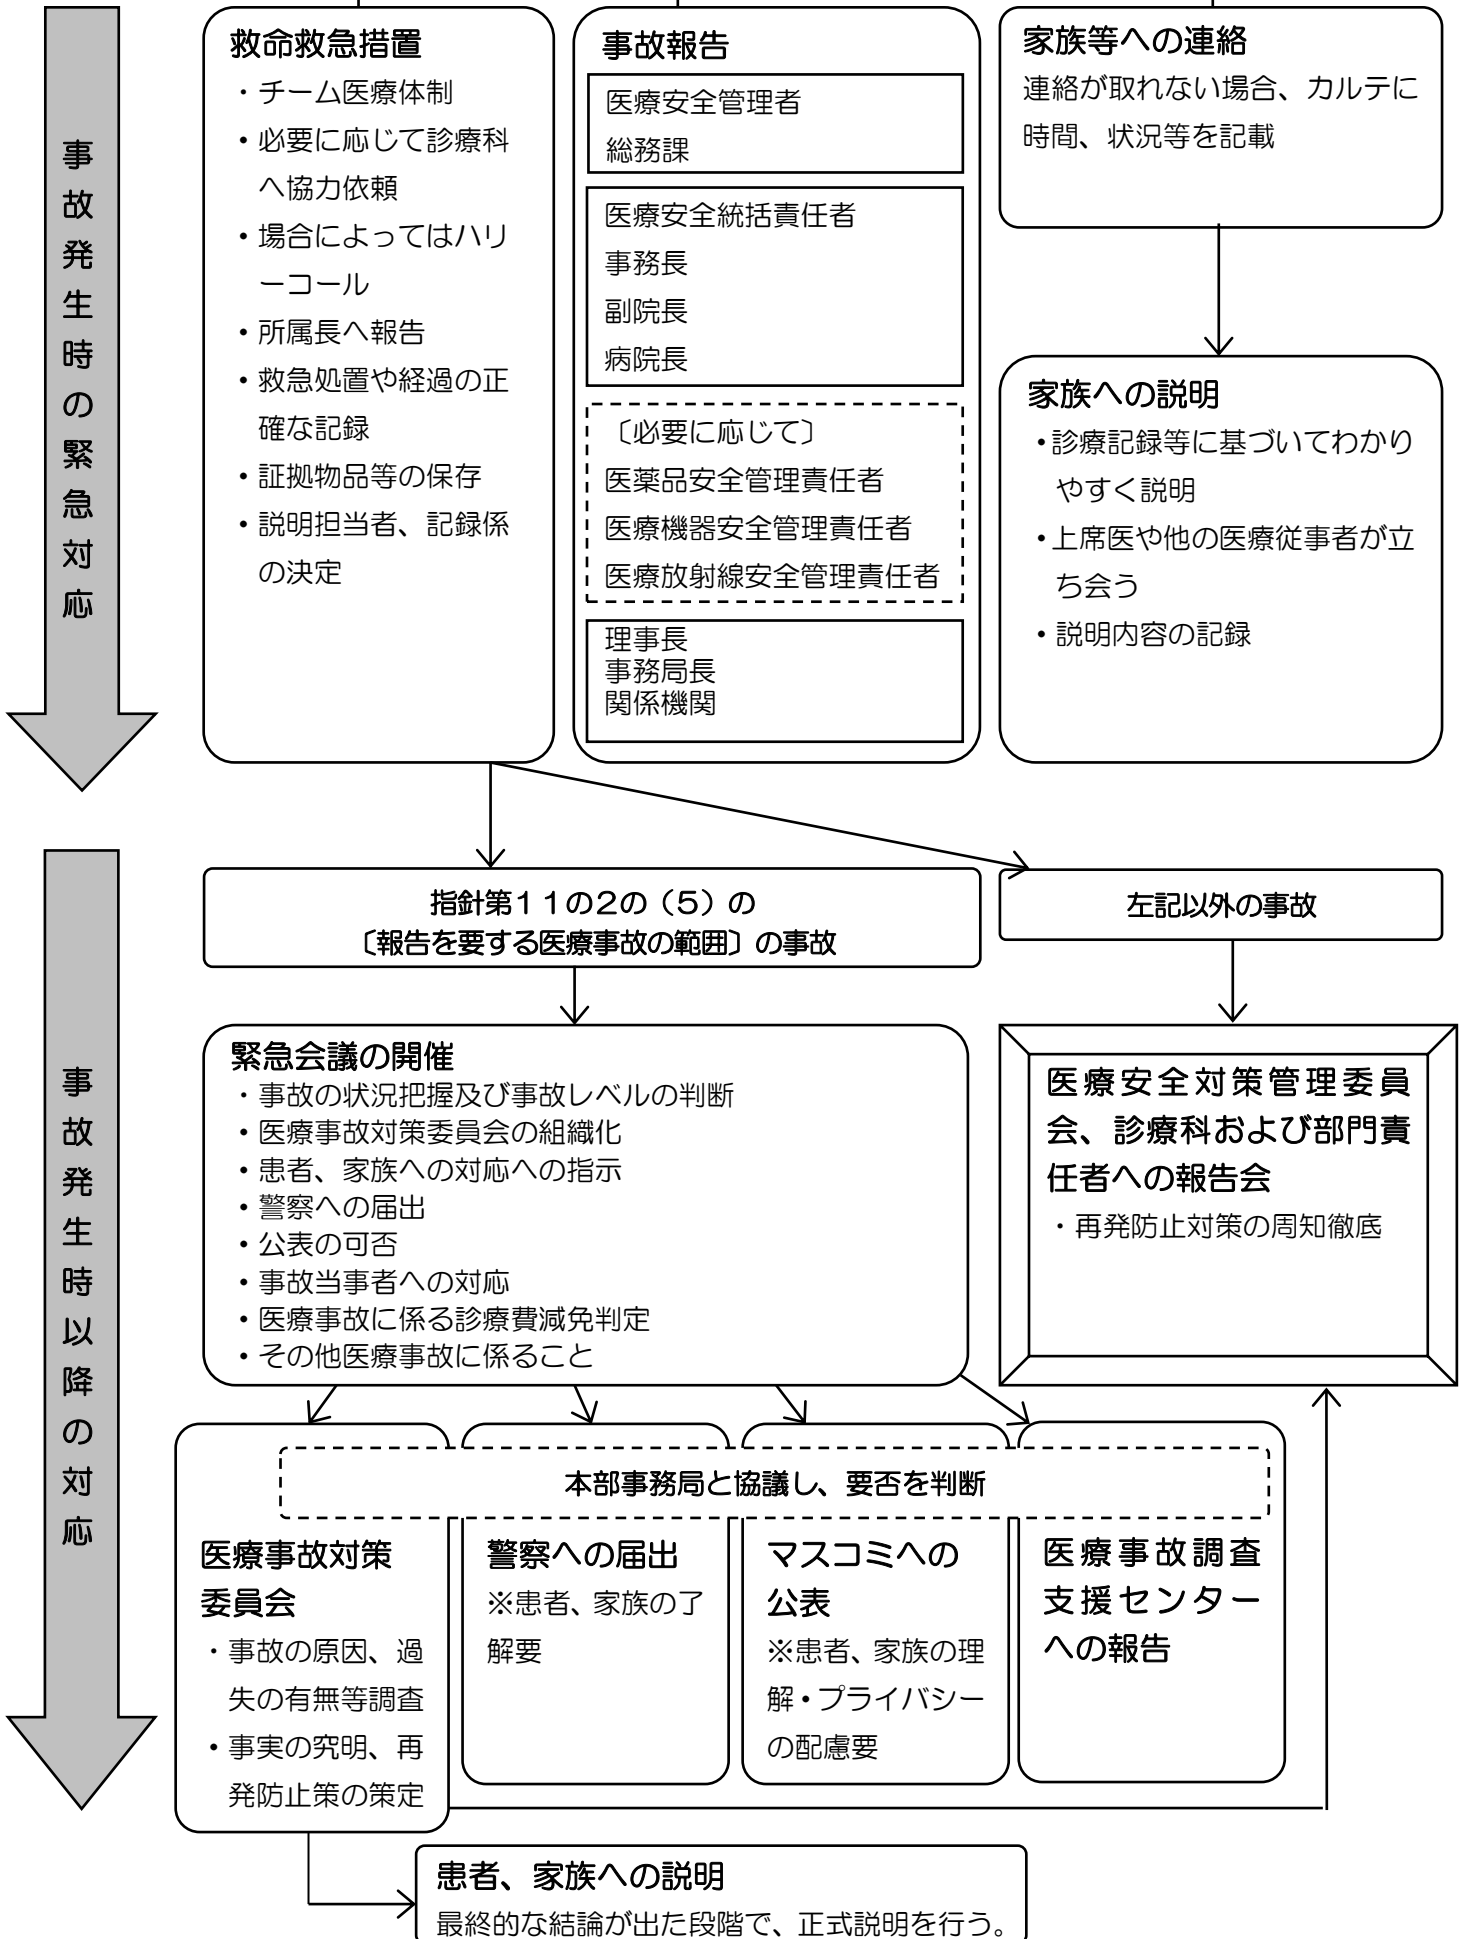 事故発生時の緊急対応
救命救急措置
・チーム医療体制
・必要に応じて診療科
へ協力依頼
・場合によってはハリ
ーコール
・所属長へ報告
・救急処置や経過の正
確な記録
・証拠物品等の保存
・説明担当者、記録係
の決定
事故報告
医療安全管理者
総務課
医療安全統括責任者
事務長
副院長
病院長
〔必要に応じて〕
医薬品安全管理責任者
医療機器安全管理責任者
医療放射線安全管理責任者
理事長
事務局長
関係機関
家族等への連絡
連絡が取れない場合、カルテに
時間、状況等を記載
家族への説明
・診療記録等に基づいてわかり
やすく説明
・上席医や他の医療従事者が立
ち会う
・説明内容の記録
事故発生時以降の対応
指針第11の2の（5）の
〔報告を要する医療事故の範囲〕の事故
左記以外の事故
緊急会議の開催
・事故の状況把握及び事故レベルの判断
・医療事故対策委員会の組織化
・患者、家族への対応への指示
・警察への届出
・公表の可否
・事故当事者への対応
・医療事故に係る診療費減免判定
・その他医療事故に係ること
医療安全対策管理委員
会、診療科および部門責
任者への報告会
・再発防止対策の周知徹底
本部事務局と協議し、要否を判断
医療事故対策
委員会
・事故の原因、過
失の有無等調査
・事実の究明、再
発防止策の策定
警察への届出
※患者、家族の了
解要
マスコミへの
公表
※患者、家族の理
解・プライバシー
の配慮要
医療事故調査
支援センター
への報告
患者、家族への説明
最終的な結論が出た段階で、正式説明を行う。